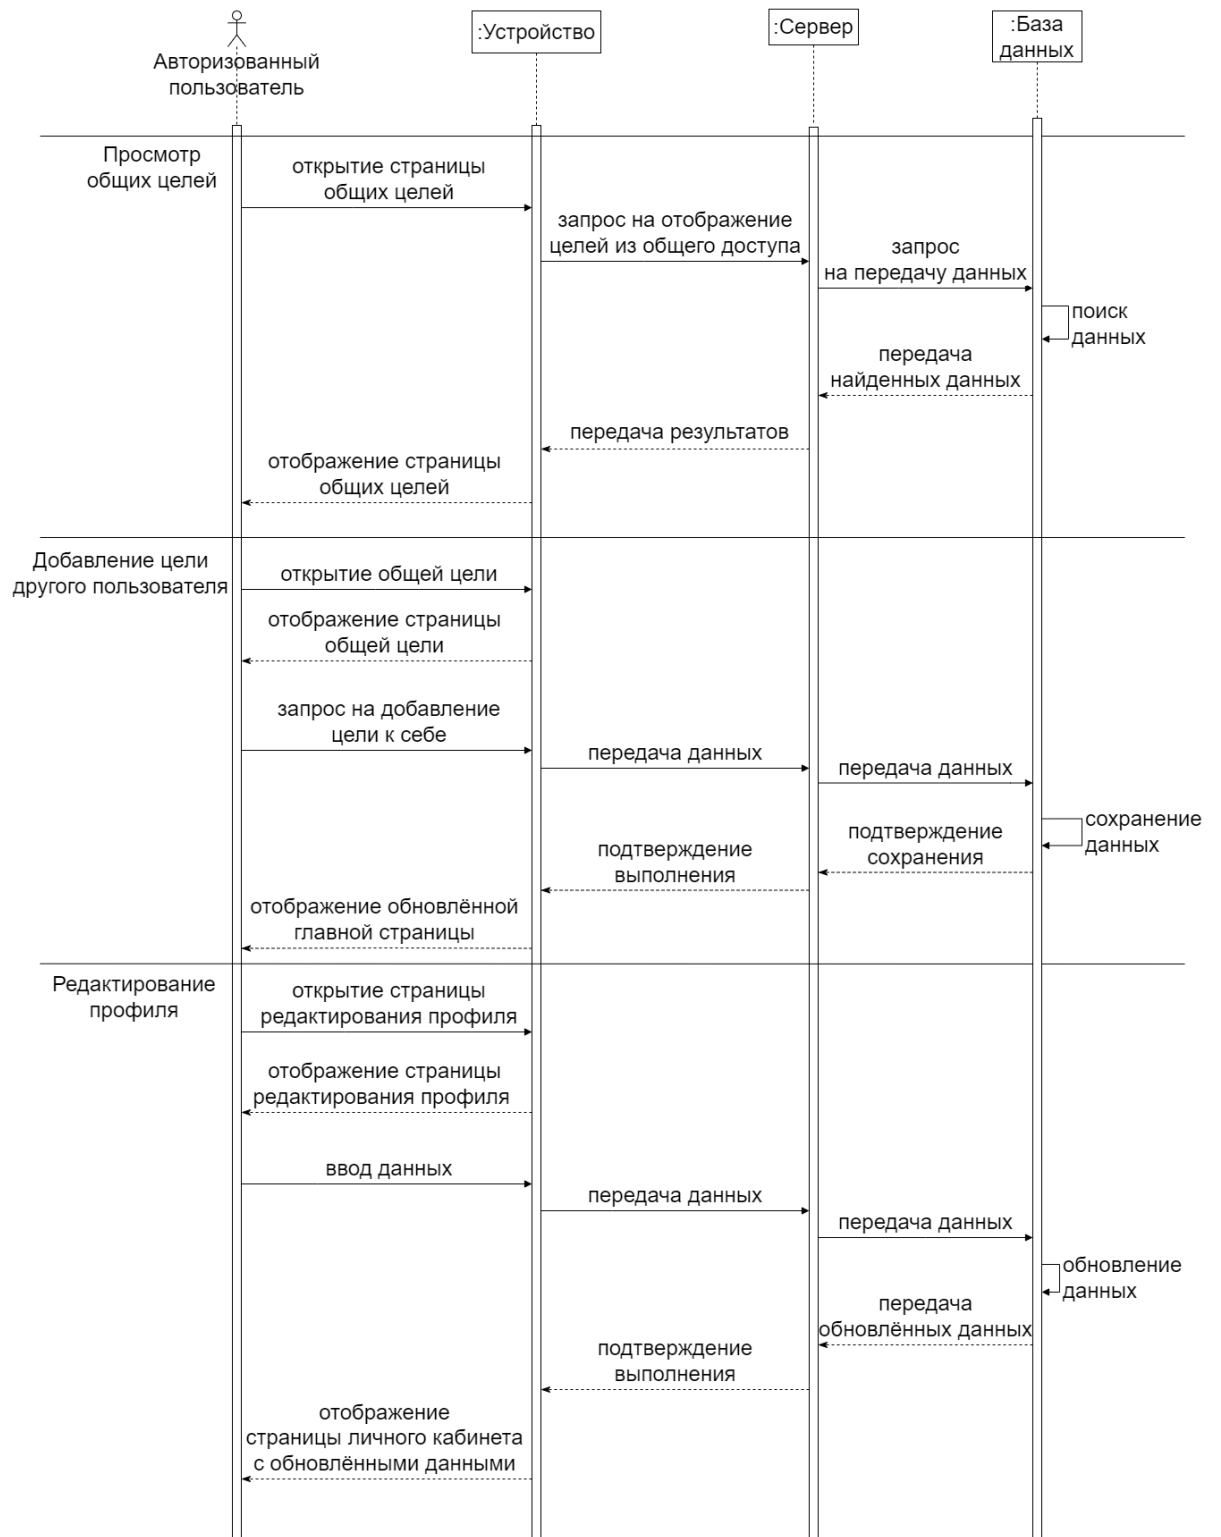 Авторизованный
пользователь
:Устройство
:Сервер
:База
данных
Просмотр
общих целей
открытие страницы
общих целей
запрос на отображение
целей из общего доступа
запрос
на передачу данных
поиск
данных
передача
найденных данных
передача результатов
отображение страницы
общих целей
Добавление цели
другого пользователя
открытие общей цели
отображение страницы
общей цели
запрос на добавление
цели к себе
передача данных
передача данных
сохранение
данных
подтверждение
сохранения
подтверждение
выполнения
отображение обновлённой
главной страницы
Редактирование
профиля
открытие страницы
редактирования профиля
отображение страницы
редактирования профиля
ввод данных
передача данных
передача данных
обновление
данных
передача
обновлённых данных
подтверждение
выполнения
отображение
страницы личного кабинета
с обновлёнными данными